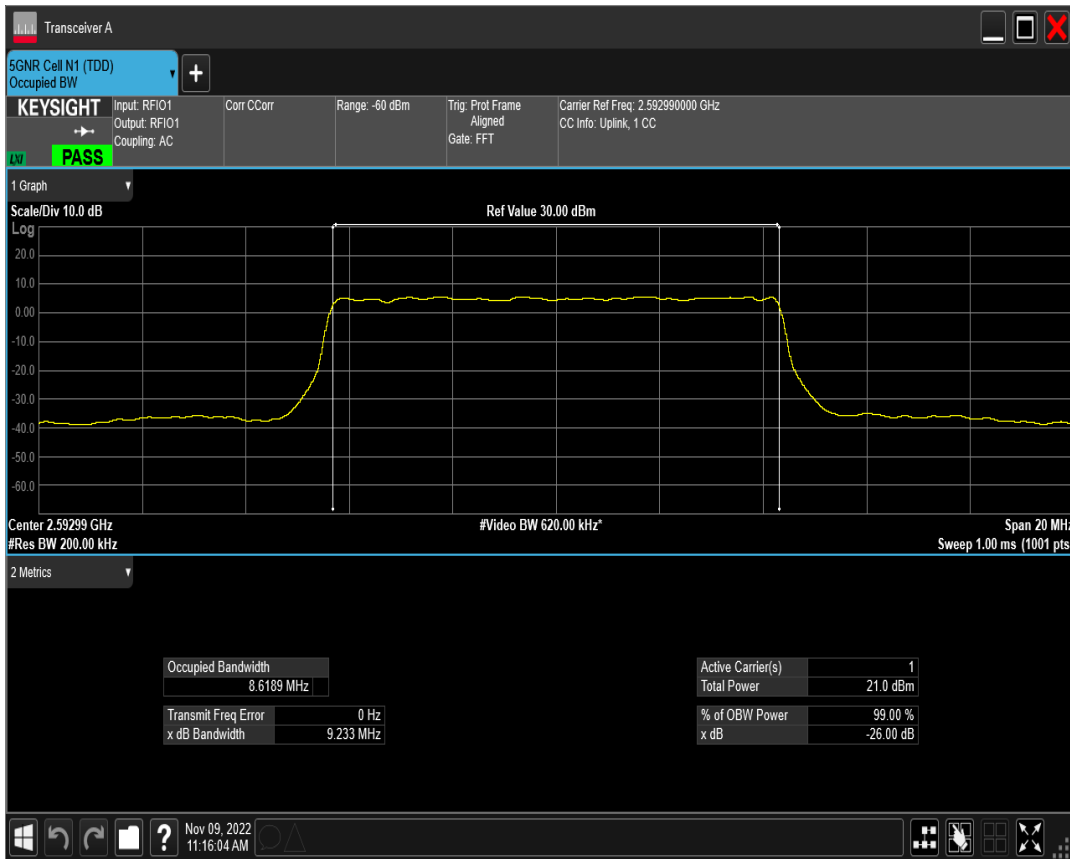 Transceiver A
5GNR Cell N1 (TDD)
Occupied BW
+
KEYSIGHT
LXI
PASS
Input: RFIO1
Output: RFIO1
Coupling: AC
Corr CCorr
Range: -60 dBm
Trig: Prot Frame
Aligned
Gate: FFT
Carrier Ref Freq: 2.592990000 GHz
CC Info: Uplink, 1 CC
1 Graph
Scale/Div 10.0 dB
Ref Value 30.00 dBm
Log
20.0
10.0
0.00
-10.0
-20.0
-30.0
-40.0
-50.0
-60.0
Center 2.59299 GHz
#Video BW 620.00 kHz*
Span 20 MHz
#Res BW 200.00 kHz
Sweep 1.00 ms (1001 pts
2 Metrics
Occupied Bandwidth
8.6189 MHz
Transmit Freq Error 0 Hz
x dB Bandwidth 9.233 MHz
Active Carrier(s) 1
Total Power 21.0 dBm
% of OBW Power 99.00 %
x dB -26.00 dB
?
Nov 09, 2022
11:16:04 AM